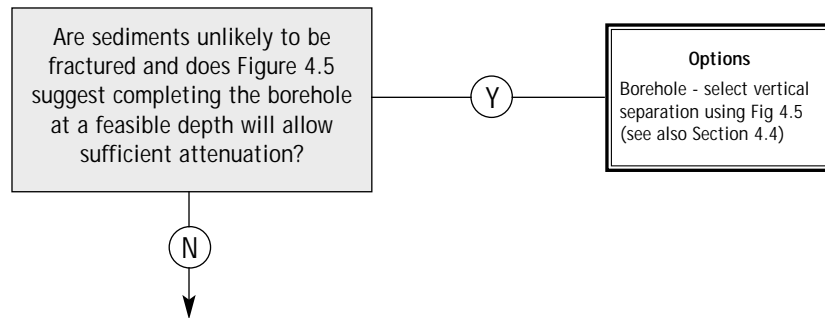 Are sediments unlikely to be
fractured and does Figure 4.5
suggest completing the borehole
at a feasible depth will allow
sufficient attenuation?
Y
Options
Borehole - select vertical
separation using Fig 4.5
(see also Section 4.4)
N